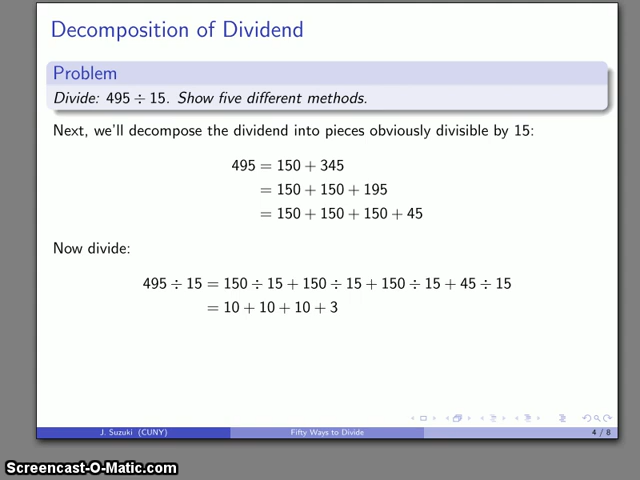 Decomposition of Dividend
Problem
Divide: 495 ÷ 15. Show five different methods.
Next, we'll decompose the dividend into pieces obviously divisible by 15:
495 = 150 + 345
= 150 + 150 + 195
= 150 + 150 + 150 + 45
Now divide:
495 ÷ 15 = 150 ÷ 15 + 150 ÷ 15 + 150 ÷ 15 + 45 ÷ 15
= 10 + 10 + 10 + 3
J. Suzuki (CUNY) Fifty Ways to Divide 4 / 8
Screencast-O-Matic.com